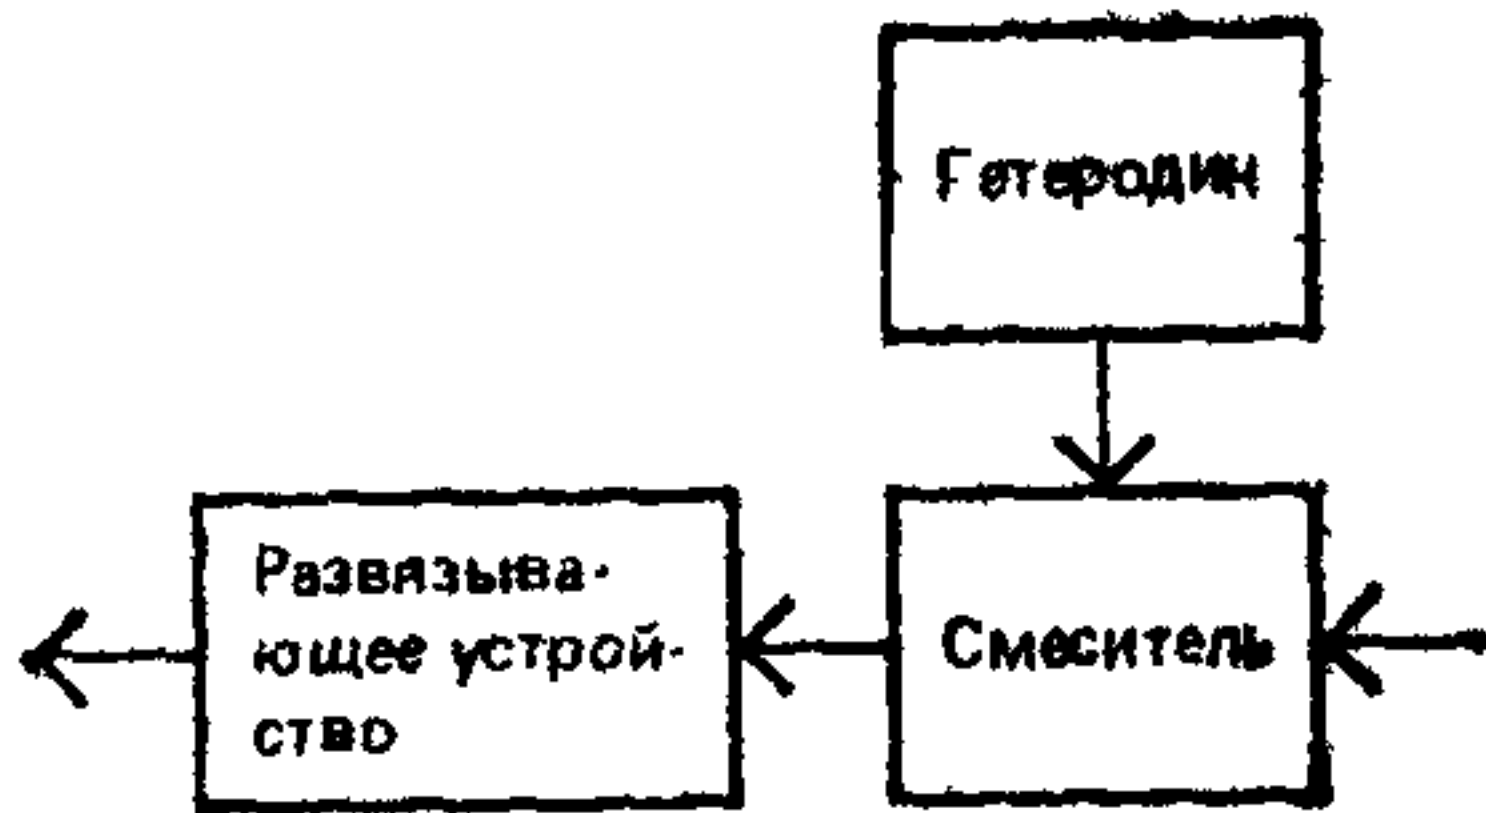 Гетеродин
Развязыва-
ющее устрой-
ство
Смеситель